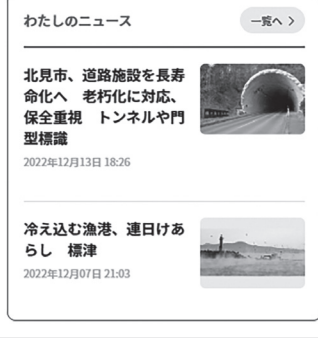 わたしのニュース
一覧へ
北見市、道路施設を長寿
命化へ　老朽化に対応、
保全重視　トンネルや門
型標識
2022年12月13日 18:26
冷え込む漁港、連日けあ
らし　標津
2022年12月07日 21:03